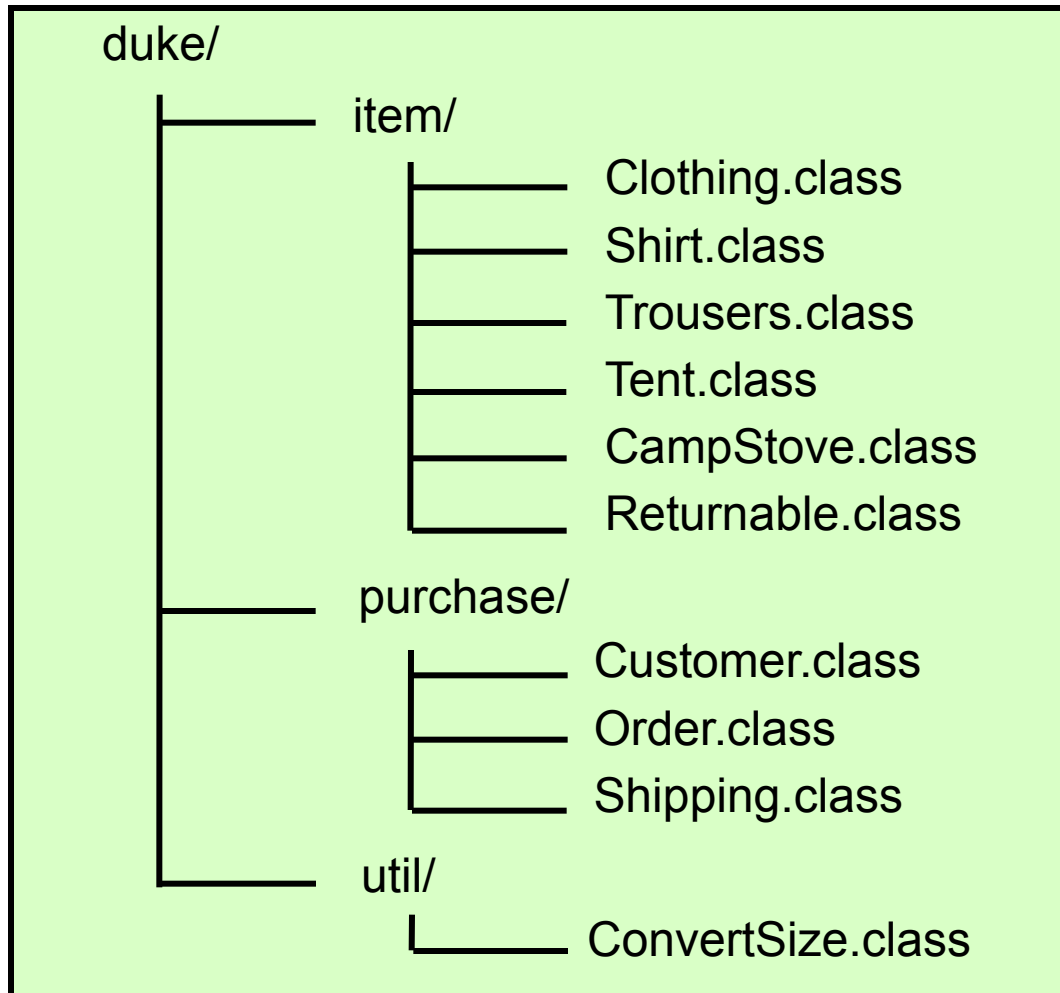 duke/
item/
Clothing.class
Shirt.class
Trousers.class
Tent.class
CampStove.class
Returnable.class
purchase/
Customer.class
Order.class
Shipping.class
util/
ConvertSize.class